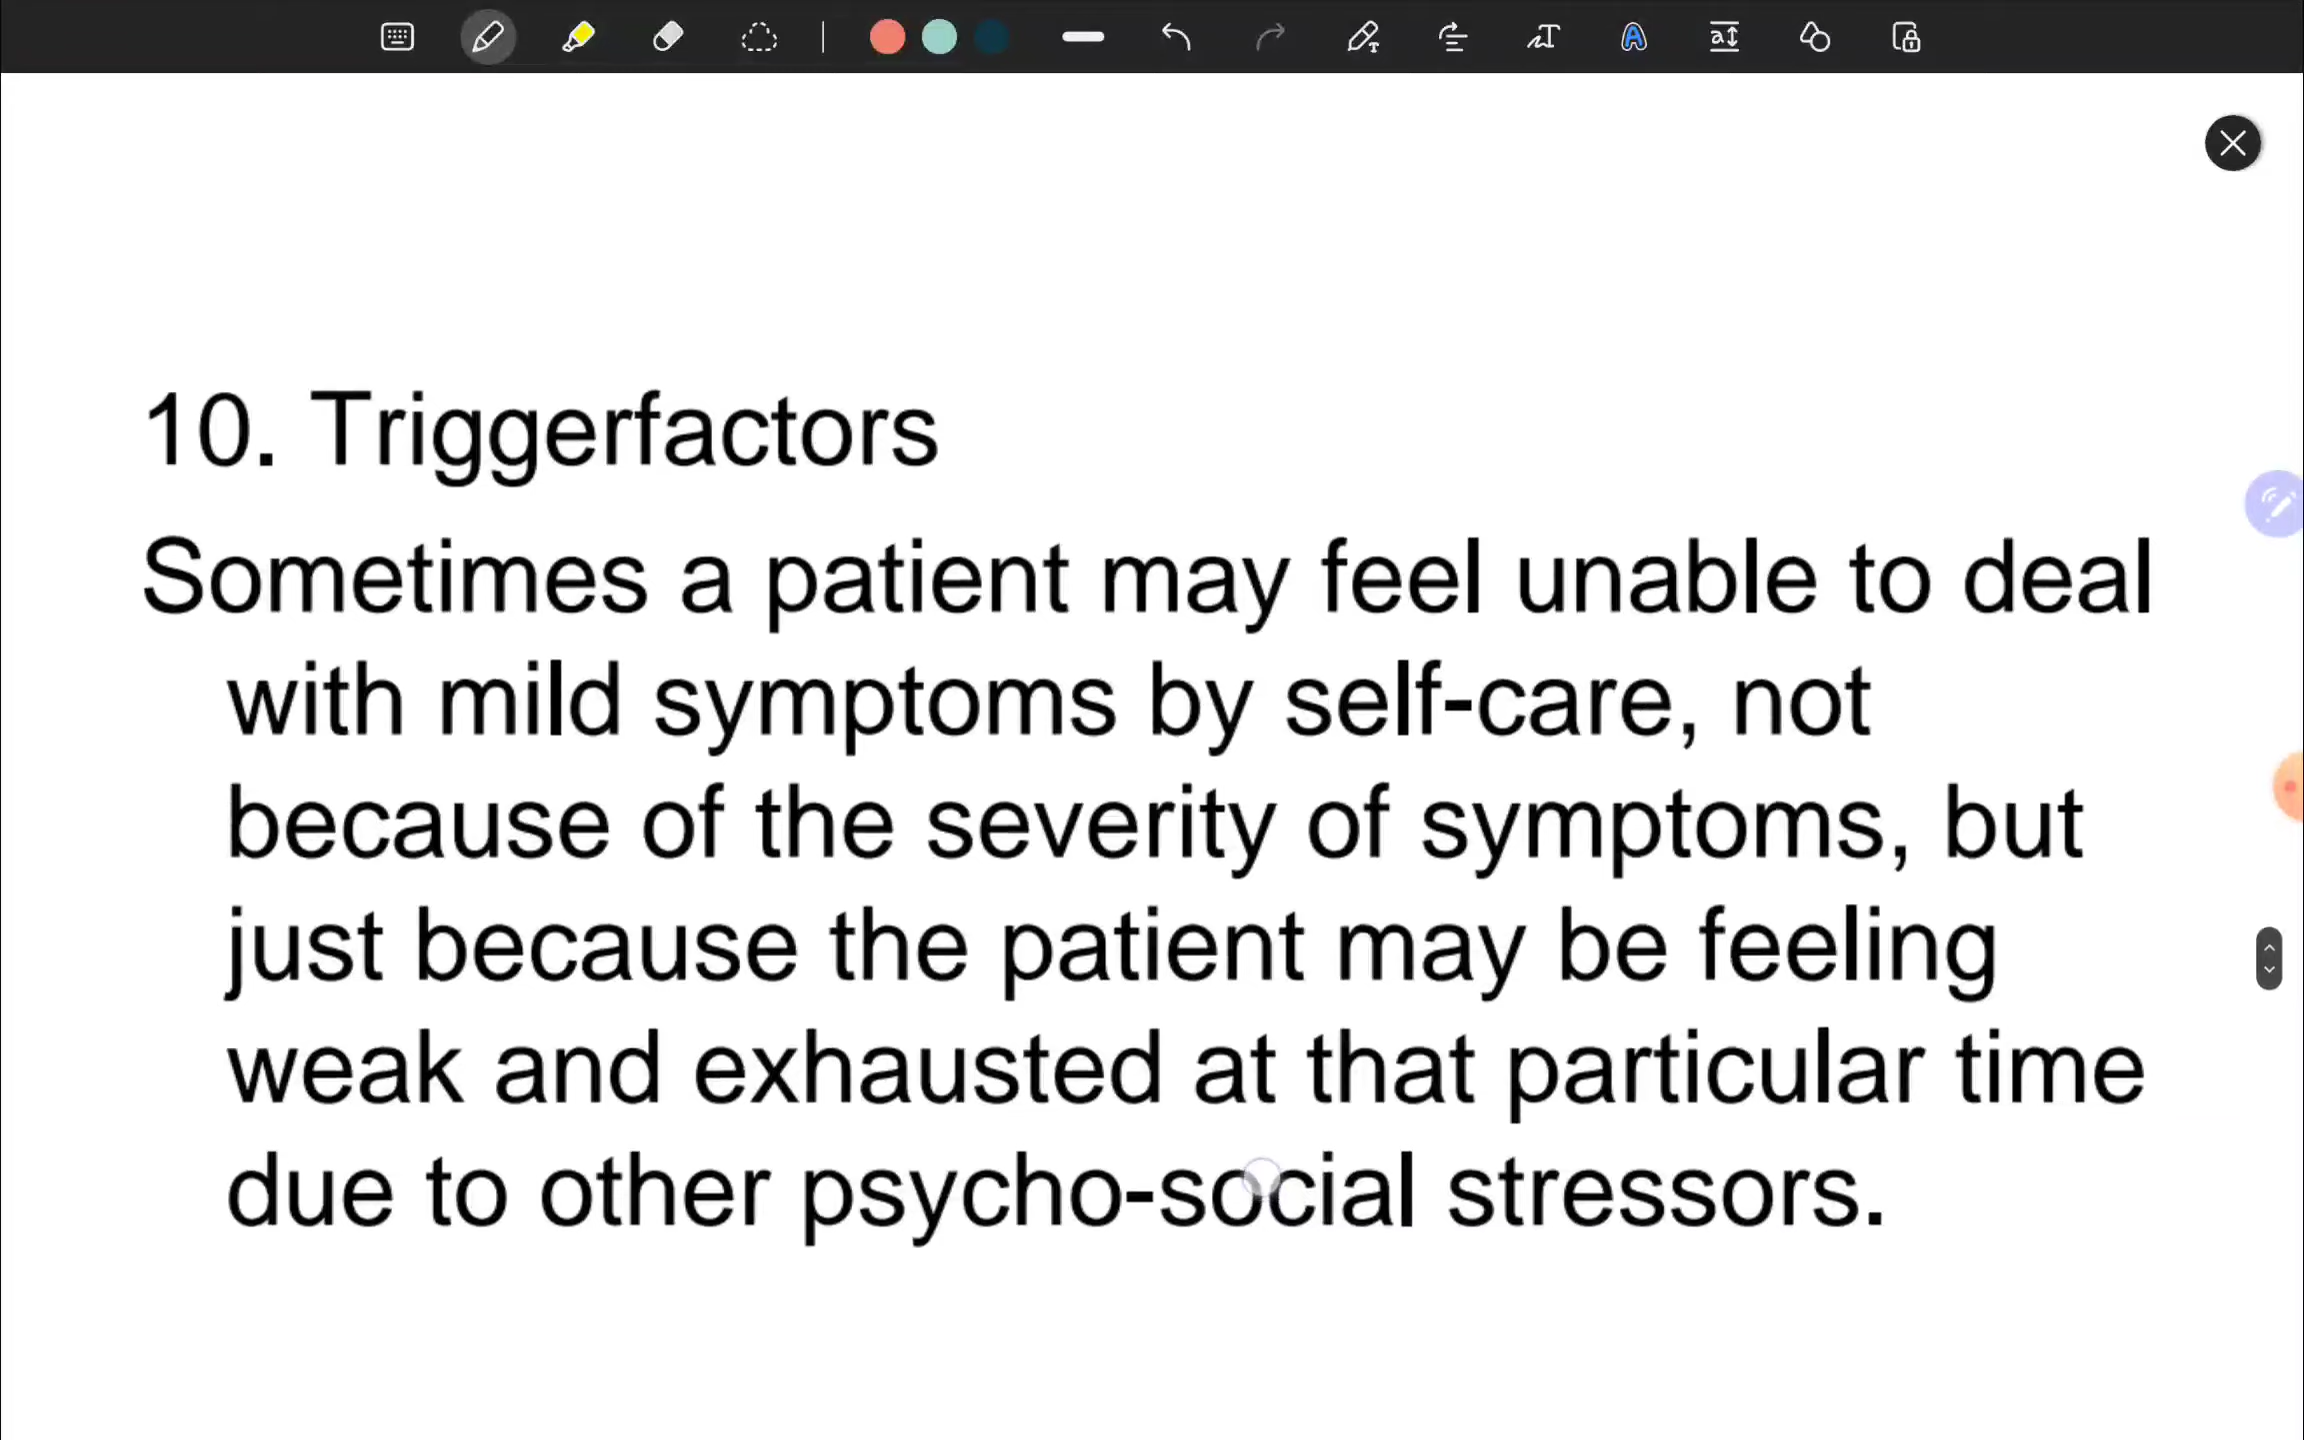 10. Triggerfactors
Sometimes a patient may feel unable to deal
with mild symptoms by self-care, not
because of the severity of symptoms, but
just because the patient may be feeling
weak and exhausted at that particular time
due to other psycho-social stressors.